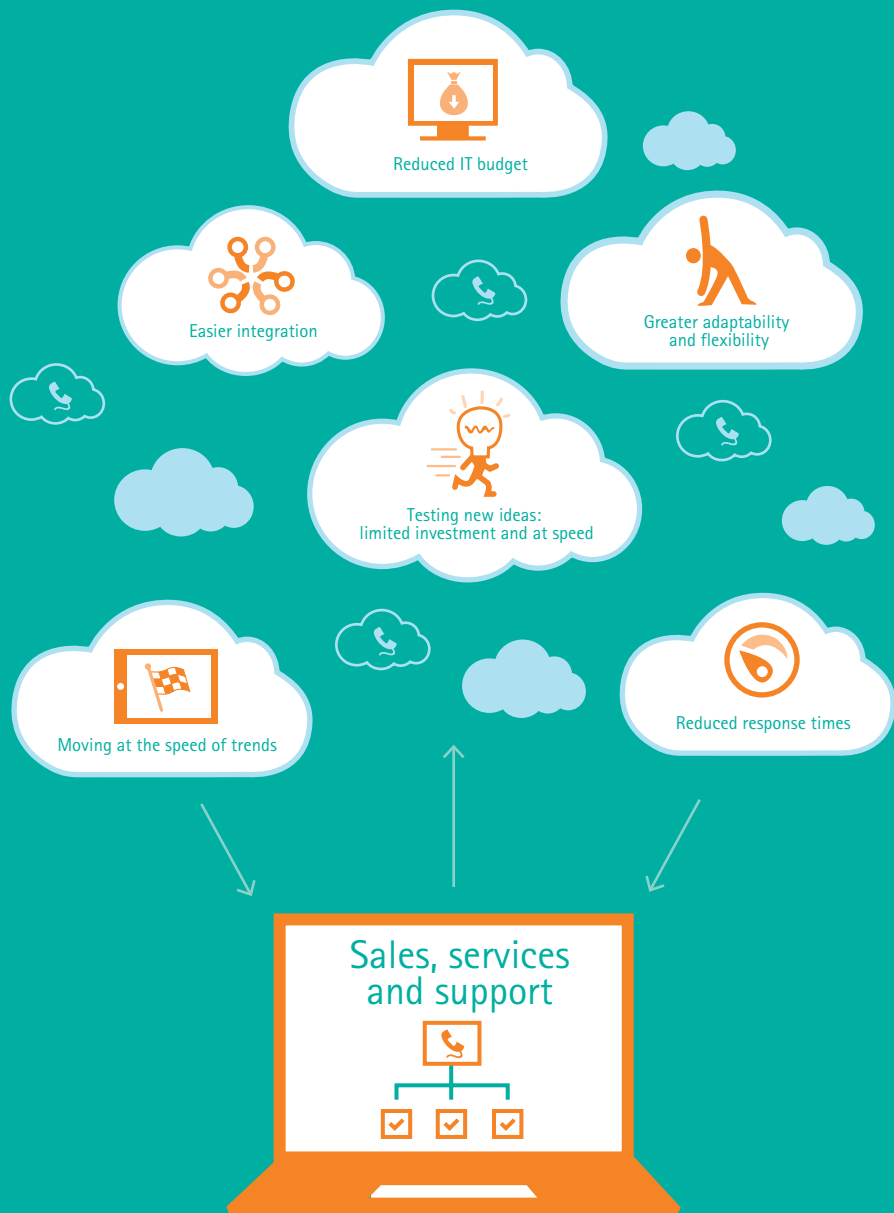 Reduced IT budget
Easier integration
Greater adaptability
and flexibility
Testing new ideas:
limited investment and at speed
Moving at the speed of trends
Reduced response times
Sales, services
and support